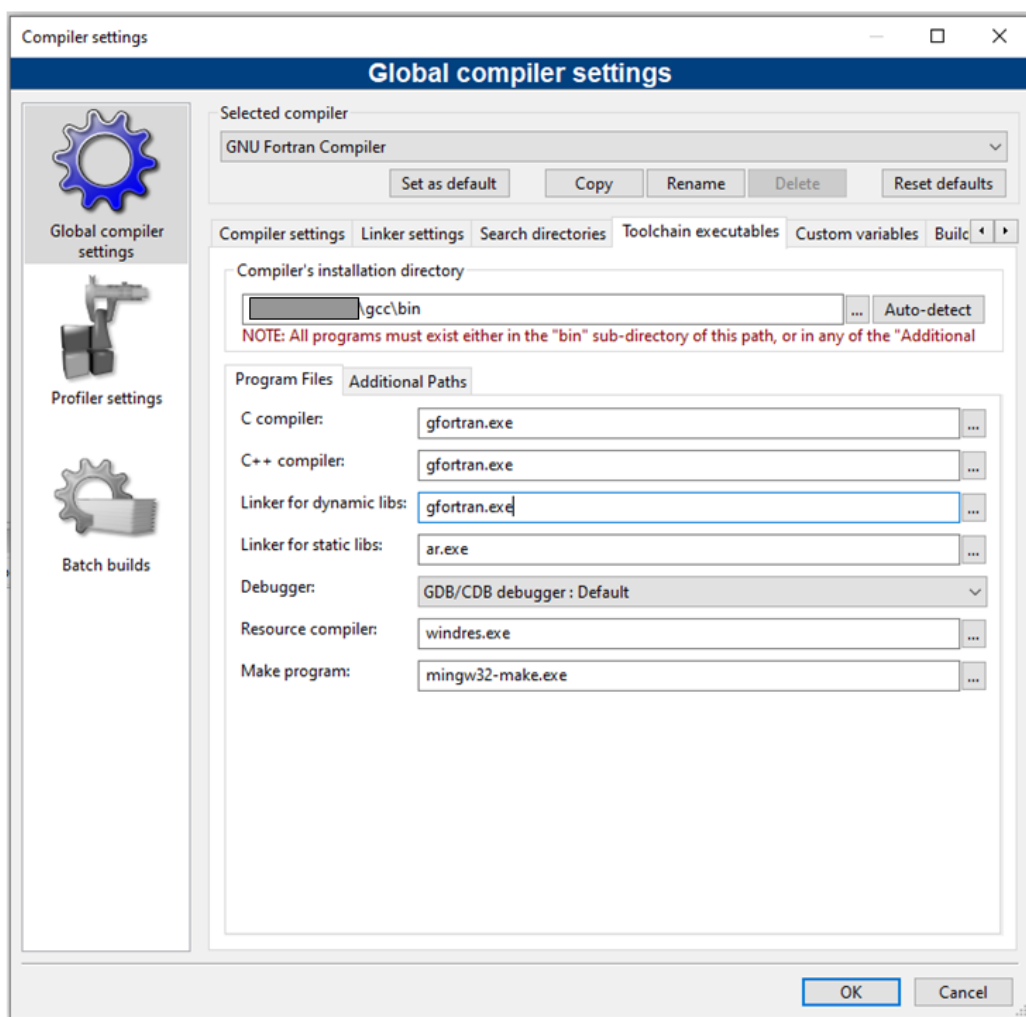 Compiler settings
Global compiler settings
Global compiler
settings
Profiler settings
Batch builds
Selected compiler
GNU Fortran Compiler
Set as default
Copy
Rename
Delete
Reset defaults
Compiler settings
Linker settings
Search directories
Toolchain executables
Custom variables
Compiler's installation directory
\gcc\bin
...
Auto-detect
NOTE: All programs must exist either in the "bin" sub-directory of this path, or in any of the "Additional
Program Files
Additional Paths
C compiler:
gfortran.exe
...
C++ compiler:
gfortran.exe
...
Linker for dynamic libs:
gfortran.exe
...
Linker for static libs:
ar.exe
...
Debugger:
GDB/CDB debugger : Default
Resource compiler:
windres.exe
...
Make program:
mingw32-make.exe
...
OK
Cancel